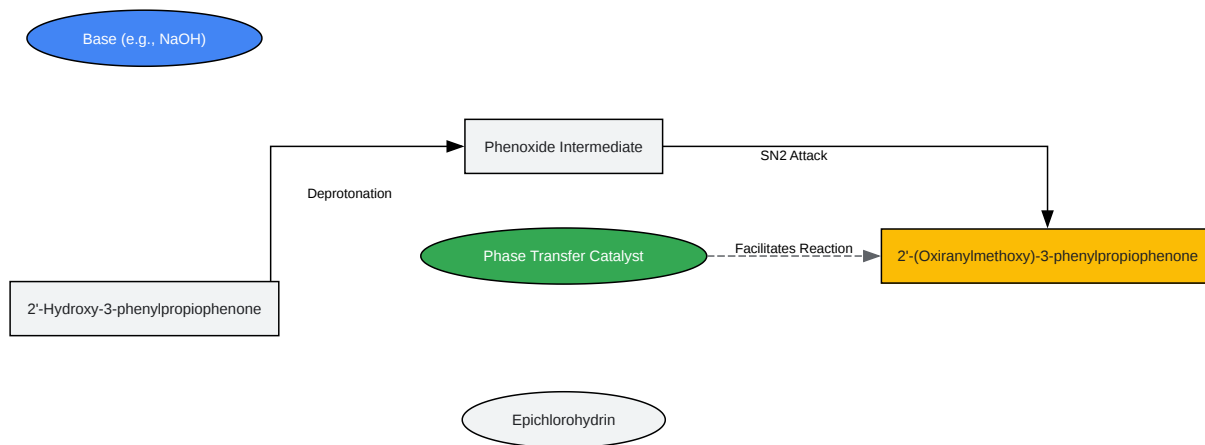 Base (e.g., NaOH)
Phenoxide Intermediate
SN2 Attack
Deprotonation
Phase Transfer Catalyst
Facilitates Reaction
2'-(Oxiranylmethoxy)-3-phenylpropiophenone
2'-Hydroxy-3-phenylpropiophenone
Epichlorohydrin